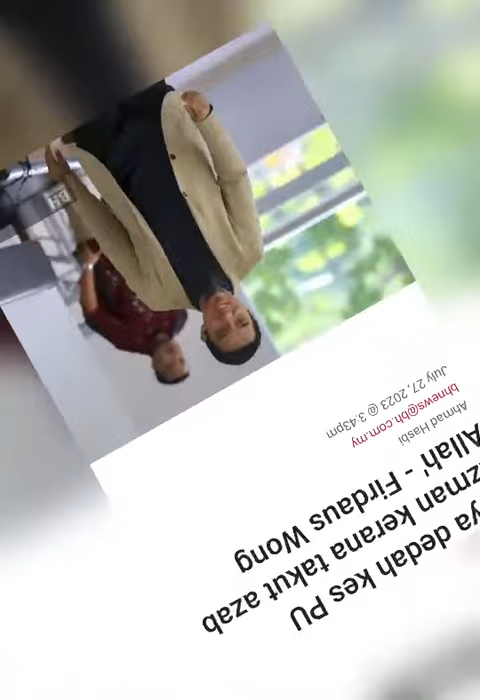 ya dedah kes PU
zman kerana takut azab
Allah' - Firdaus Wong
Ahmad Hasbi
bhnews@bh.com.my
July 27, 2023 @ 3:43pm
BH